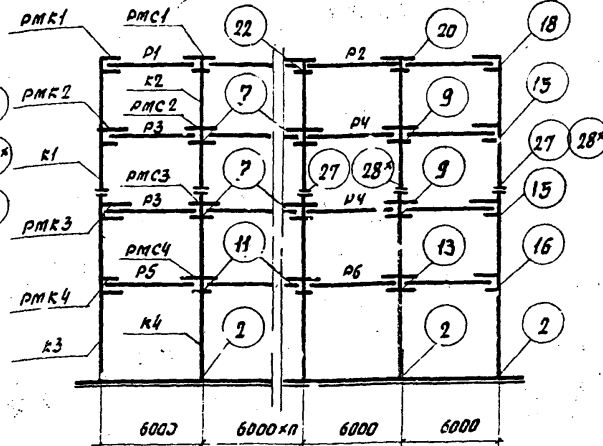 РМК1 РМС1 22 20 18
Р1 Р2
К2
РМК2 РМС2 7 9 15
Р3 Р4
К1 27 28* 27 28*
РМС3 7 9 15
РМК3 Р3 Р4
РМС4 11 13 16
Р5 Р6
РМК4
К3 К4 2 2 2
6000 6000×п 6000 6000